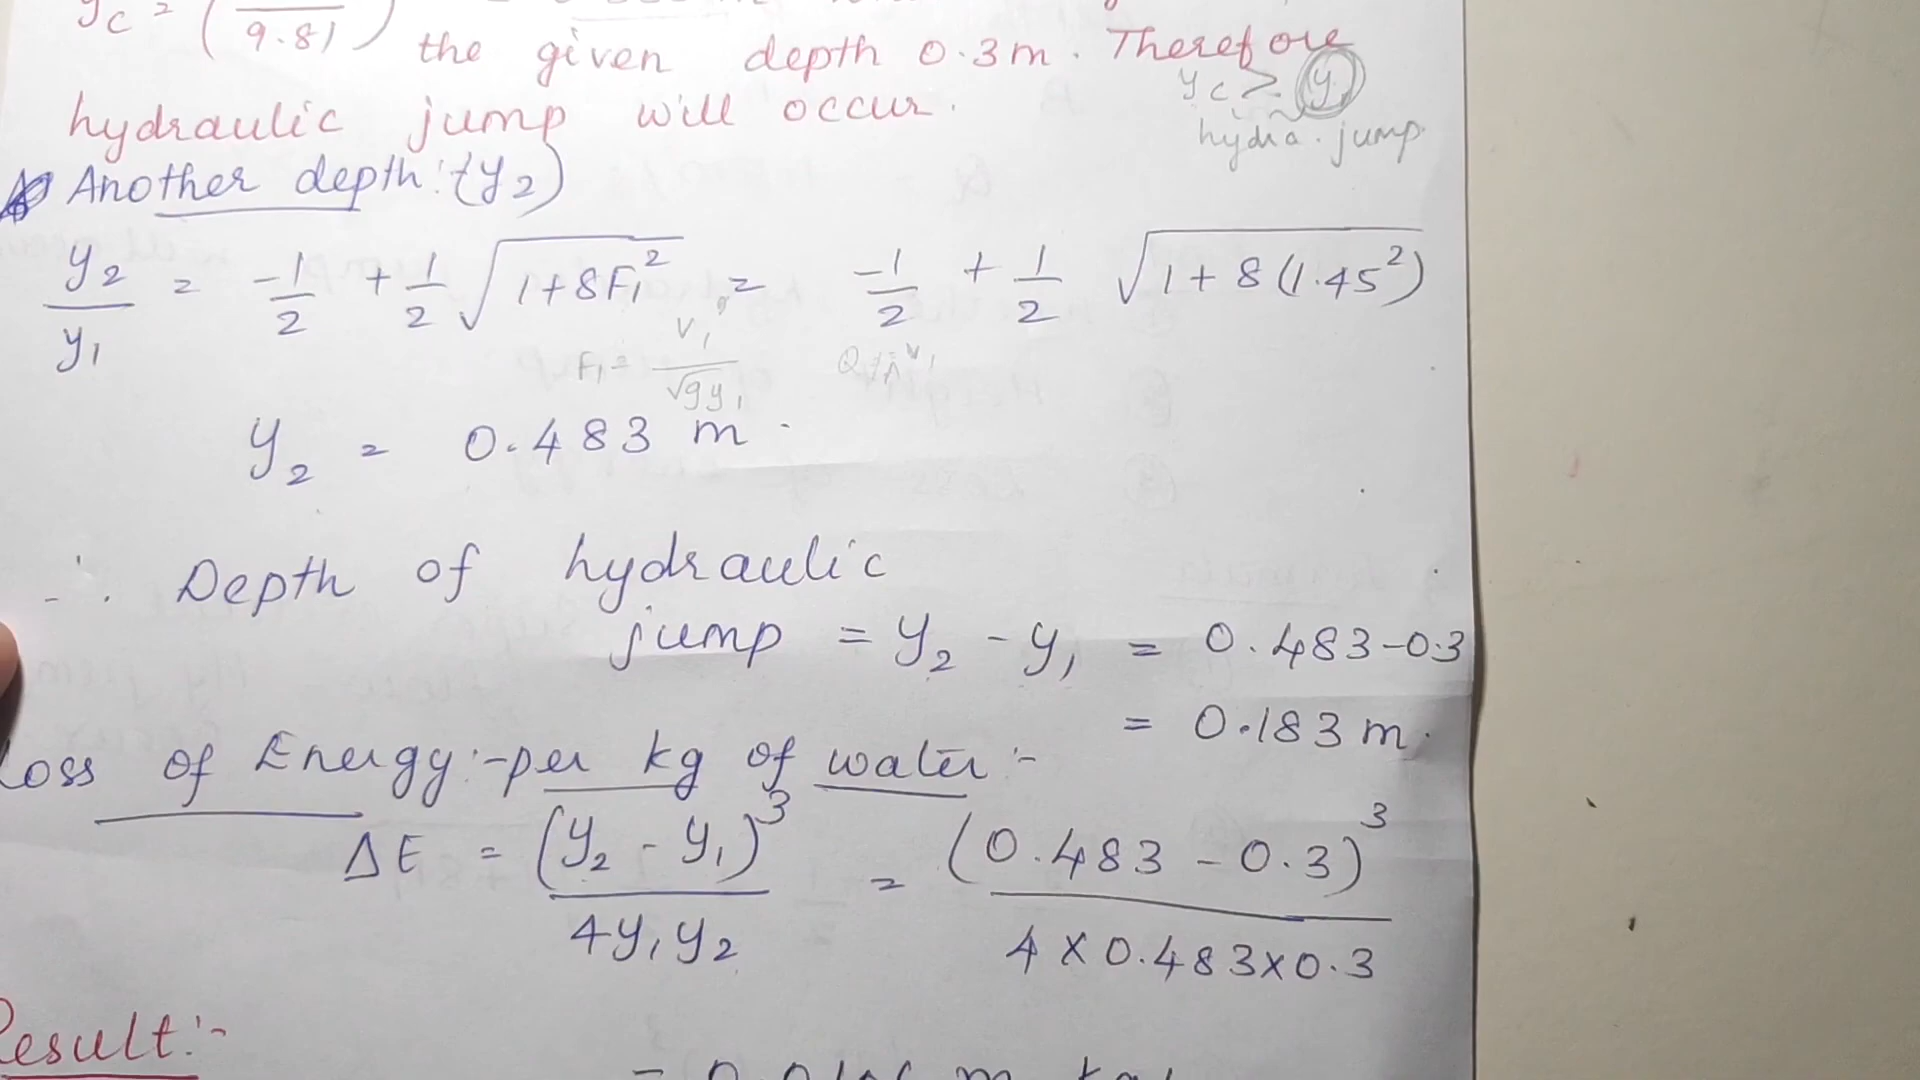 yc = ( 9.81 )
the given depth 0.3m. Therefore
yc > y1
hydraulic jump will occur.
hydra. jump
Another depth:(y2)
y2/y1 = -1/2 + 1/2 √(1+8F1²) = -1/2 + 1/2 √(1+8(1.45²)
F1 = V1/√gy1
y2 = 0.483 m.
∴ Depth of hydraulic
jump = y2 - y1 = 0.483-0.3
= 0.183 m.
Loss of Energy:-per kg of water:-
ΔE = (y2 - y1)³/4y1y2 = (0.483 - 0.3)³/4×0.483×0.3
Result:-